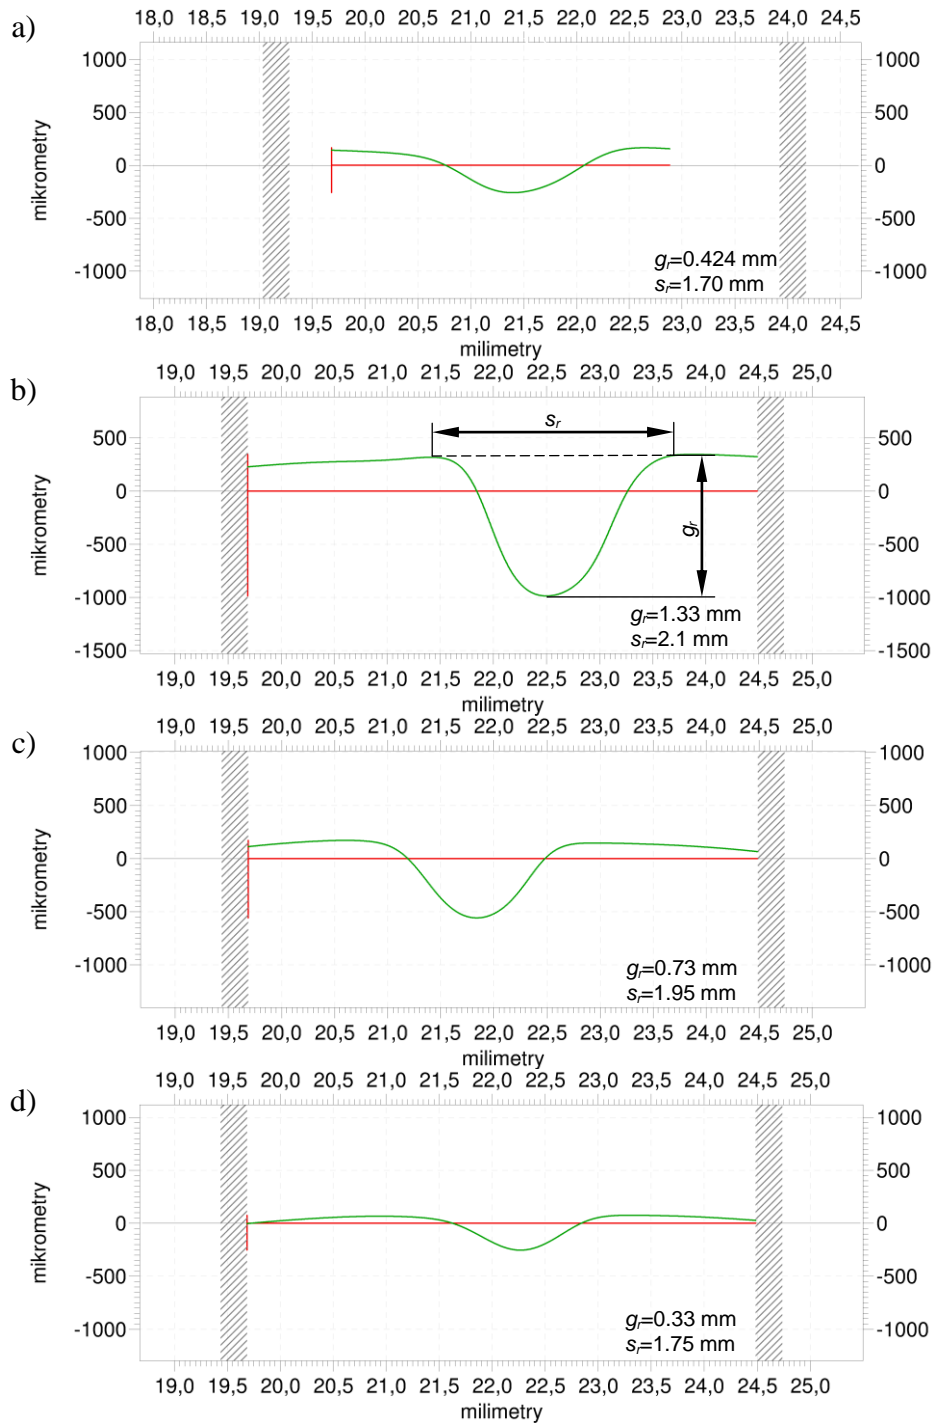 a)
18,0 18,5 19,0 19,5 20,0 20,5 21,0 21,5 22,0 22,5 23,0 23,5 24,0 24,5
1000 1000
500 500
0 0
-500 -500
-1000 -1000
mikrometry
gr=0.424 mm
sr=1.70 mm
18,0 18,5 19,0 19,5 20,0 20,5 21,0 21,5 22,0 22,5 23,0 23,5 24,0 24,5
milimetry
b)
19,0 19,5 20,0 20,5 21,0 21,5 22,0 22,5 23,0 23,5 24,0 24,5 25,0
sr
500 500
0 0
-500 -500
-1000 -1000
-1500 -1500
mikrometry
gr
gr=1.33 mm
sr=2.1 mm
19,0 19,5 20,0 20,5 21,0 21,5 22,0 22,5 23,0 23,5 24,0 24,5 25,0
milimetry
c)
19,0 19,5 20,0 20,5 21,0 21,5 22,0 22,5 23,0 23,5 24,0 24,5 25,0
1000 1000
500 500
0 0
-500 -500
-1000 -1000
mikrometry
gr=0.73 mm
sr=1.95 mm
19,0 19,5 20,0 20,5 21,0 21,5 22,0 22,5 23,0 23,5 24,0 24,5 25,0
milimetry
d)
19,0 19,5 20,0 20,5 21,0 21,5 22,0 22,5 23,0 23,5 24,0 24,5 25,0
1000 1000
500 500
0 0
-500 -500
-1000 -1000
mikrometry
gr=0.33 mm
sr=1.75 mm
19,0 19,5 20,0 20,5 21,0 21,5 22,0 22,5 23,0 23,5 24,0 24,5 25,0
milimetry